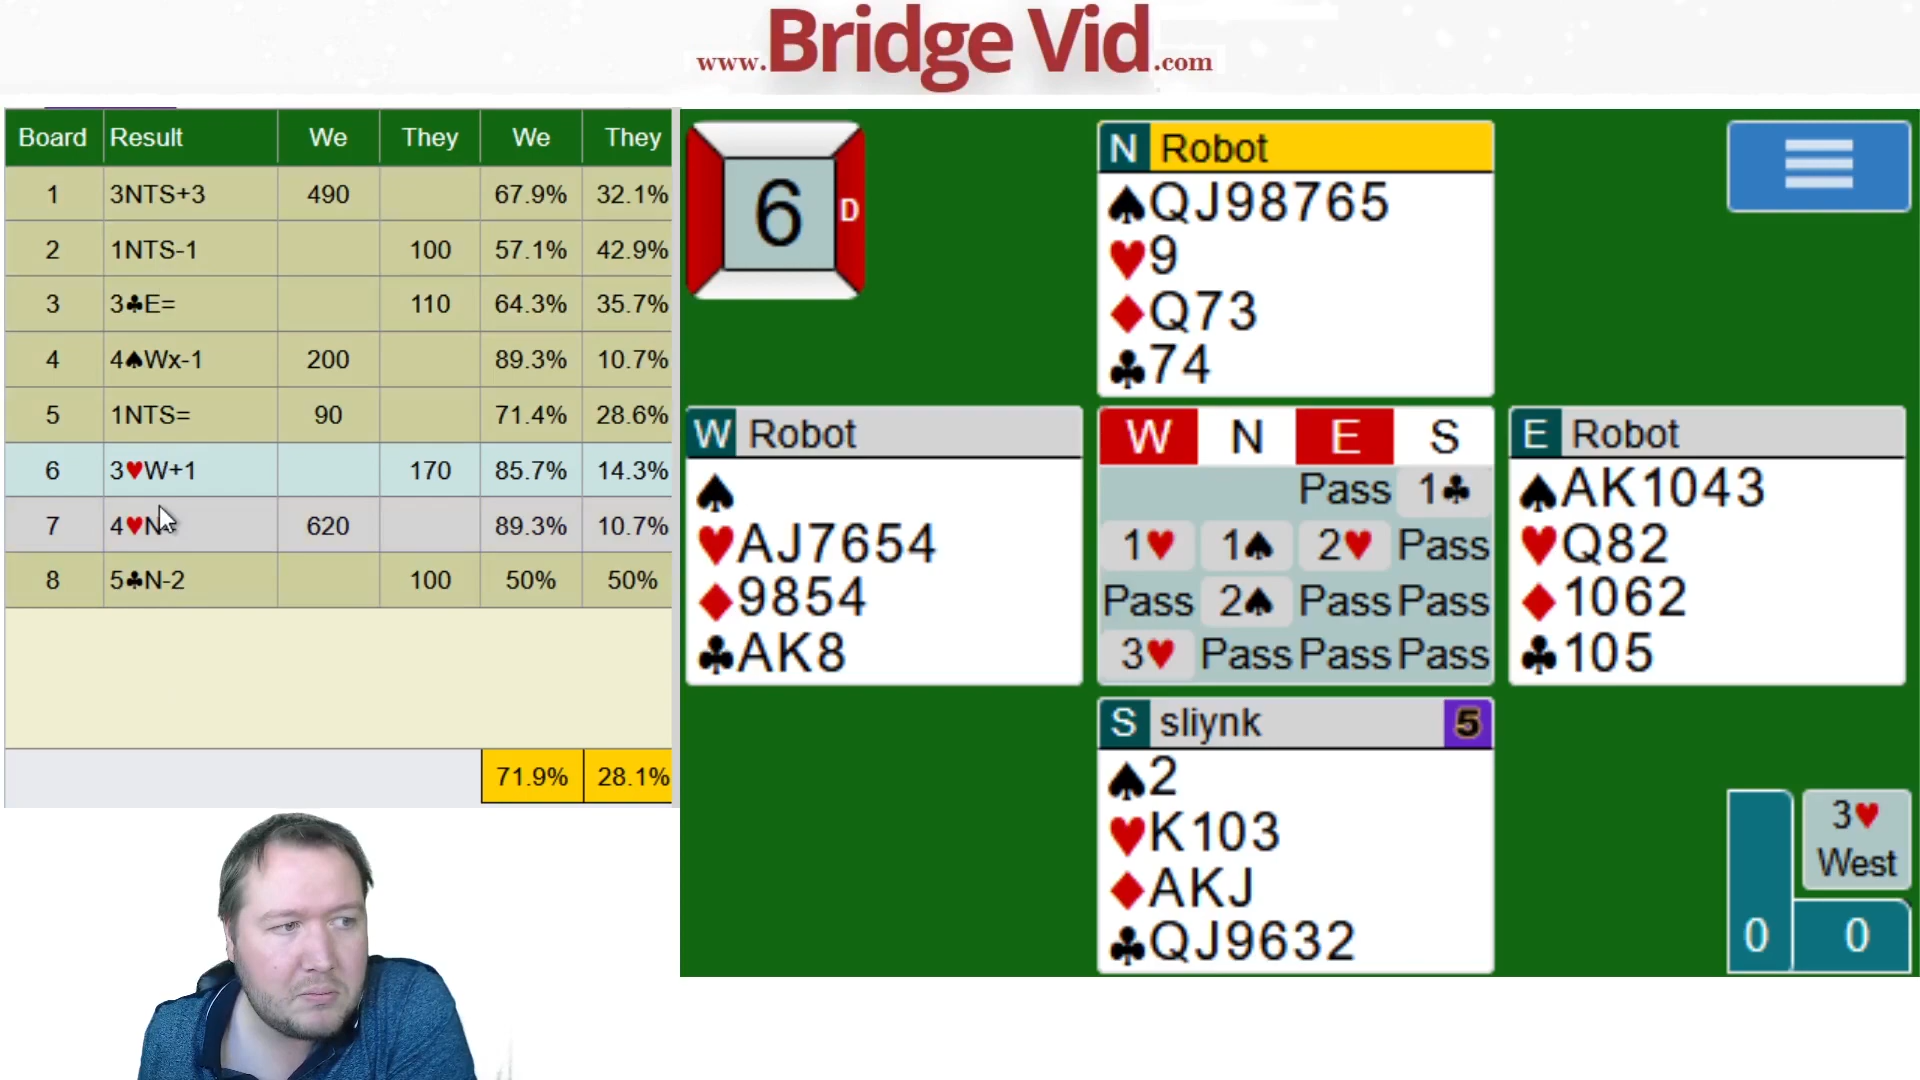 www.Bridge Vid.com
Board Result We They We They
1 3NTS+3 490 67.9% 32.1%
2 1NTS-1 100 57.1% 42.9%
3 3♣E= 110 64.3% 35.7%
4 4♠Wx-1 200 89.3% 10.7%
5 1NTS= 90 71.4% 28.6%
6 3♥W+1 170 85.7% 14.3%
7 4♥N 620 89.3% 10.7%
8 5♣N-2 100 50% 50%
71.9% 28.1%
6 D
N Robot
♠QJ98765
♥9
♦Q73
♣74
W Robot
♠
♥AJ7654
♦9854
♣AK8
W N E S
Pass 1♣
1♥ 1♠ 2♥ Pass
Pass 2♠ Pass Pass
3♥ Pass Pass Pass
E Robot
♠AK1043
♥Q82
♦1062
♣105
S sliynk 5
♠2
♥K103
♦AKJ
♣QJ9632
3♥
West
0 0